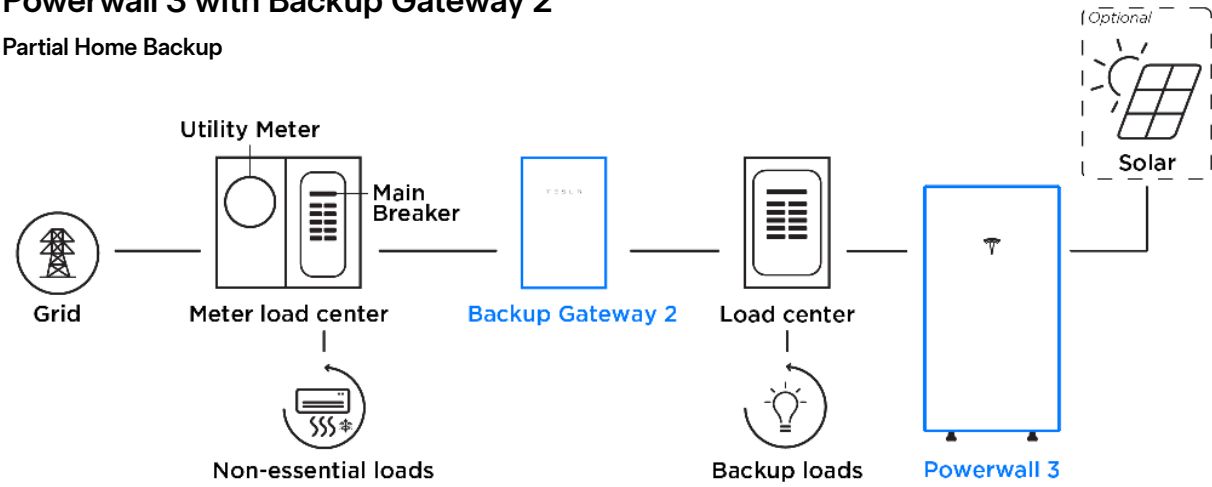 Powerwall 3 with Backup Gateway 2
Partial Home Backup
Optional
Solar
Utility Meter
Main
Breaker
TESLA
Grid
Meter load center
Backup Gateway 2
Load center
Non-essential loads
Backup loads
Powerwall 3